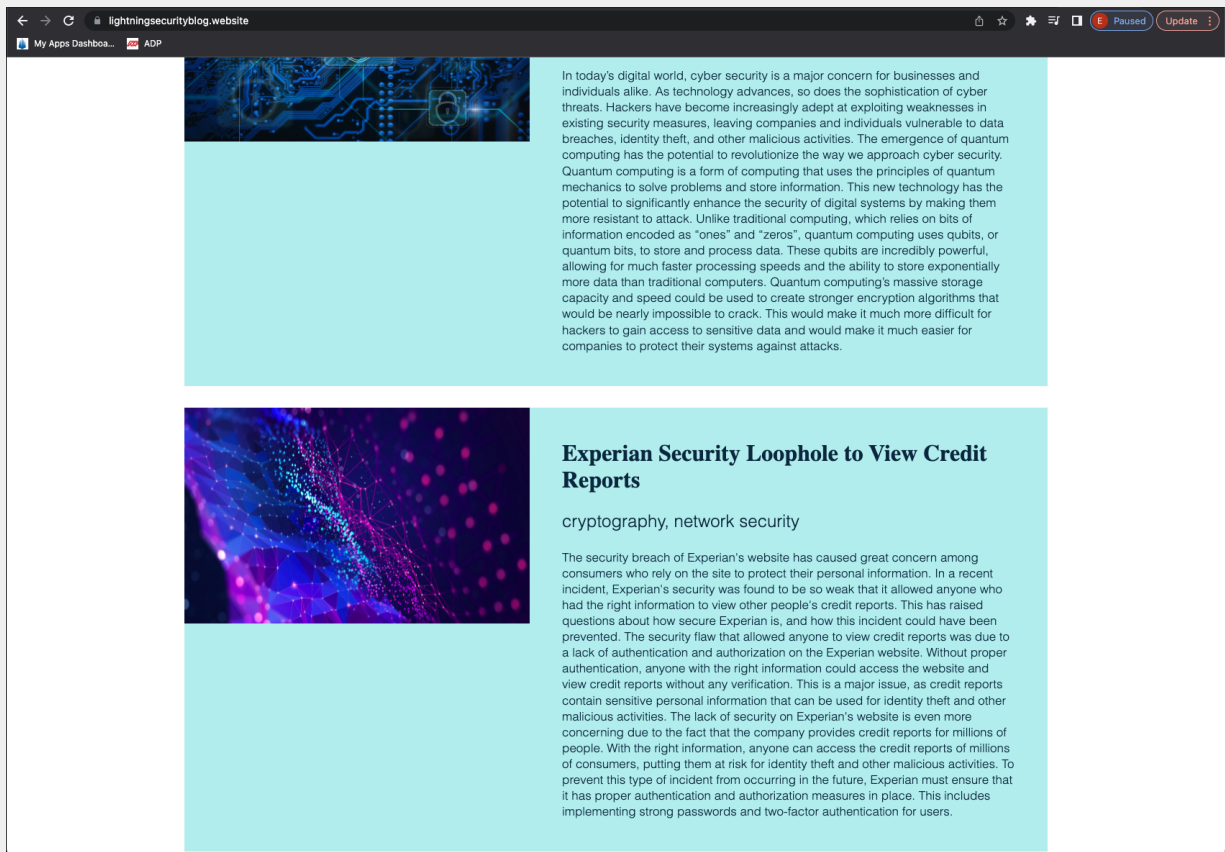 lightningsecurityblog.website
E Paused
Update
My Apps Dashboa...
ADP
In today's digital world, cyber security is a major concern for businesses and
individuals alike. As technology advances, so does the sophistication of cyber
threats. Hackers have become increasingly adept at exploiting weaknesses in
existing security measures, leaving companies and individuals vulnerable to data
breaches, identity theft, and other malicious activities. The emergence of quantum
computing has the potential to revolutionize the way we approach cyber security.
Quantum computing is a form of computing that uses the principles of quantum
mechanics to solve problems and store information. This new technology has the
potential to significantly enhance the security of digital systems by making them
more resistant to attack. Unlike traditional computing, which relies on bits of
information encoded as “ones” and “zeros”, quantum computing uses qubits, or
quantum bits, to store and process data. These qubits are incredibly powerful,
allowing for much faster processing speeds and the ability to store exponentially
more data than traditional computers. Quantum computing's massive storage
capacity and speed could be used to create stronger encryption algorithms that
would be nearly impossible to crack. This would make it much more difficult for
hackers to gain access to sensitive data and would make it much easier for
companies to protect their systems against attacks.
Experian Security Loophole to View Credit
Reports
cryptography, network security
The security breach of Experian's website has caused great concern among
consumers who rely on the site to protect their personal information. In a recent
incident, Experian's security was found to be so weak that it allowed anyone who
had the right information to view other people's credit reports. This has raised
questions about how secure Experian is, and how this incident could have been
prevented. The security flaw that allowed anyone to view credit reports was due to
a lack of authentication and authorization on the Experian website. Without proper
authentication, anyone with the right information could access the website and
view credit reports without any verification. This is a major issue, as credit reports
contain sensitive personal information that can be used for identity theft and other
malicious activities. The lack of security on Experian's website is even more
concerning due to the fact that the company provides credit reports for millions of
people. With the right information, anyone can access the credit reports of millions
of consumers, putting them at risk for identity theft and other malicious activities. To
prevent this type of incident from occurring in the future, Experian must ensure that
it has proper authentication and authorization measures in place. This includes
implementing strong passwords and two-factor authentication for users.